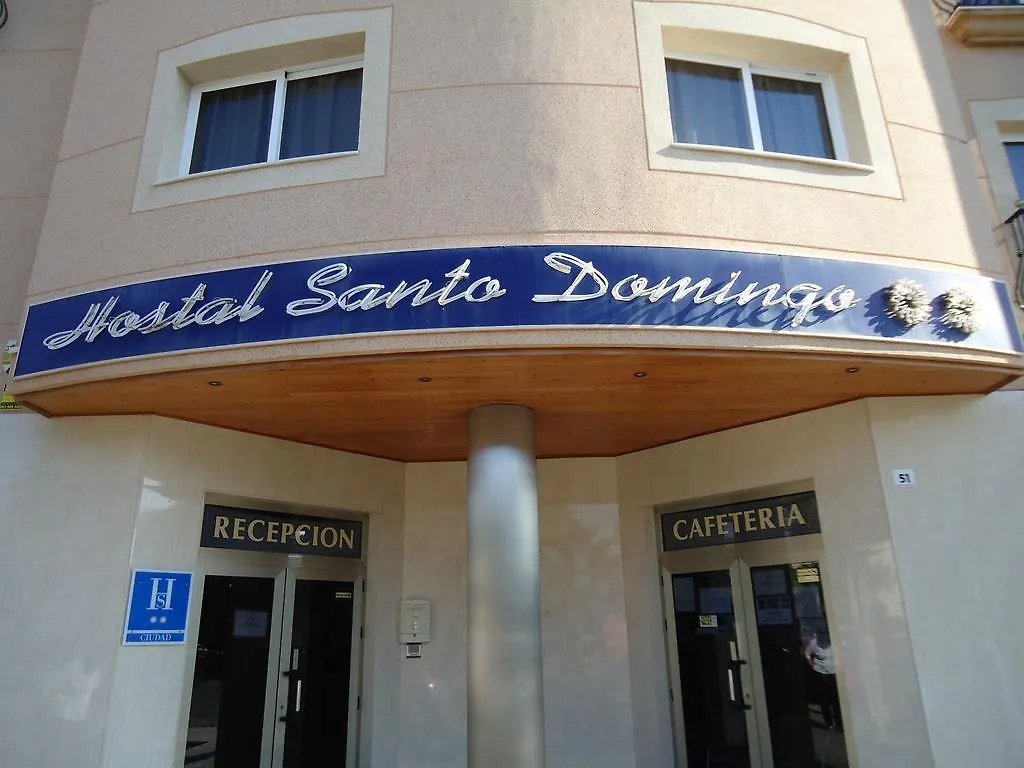 Hostal Santo Domingo
RECEPCION
CAFETERIA
51
HS
CIUDAD